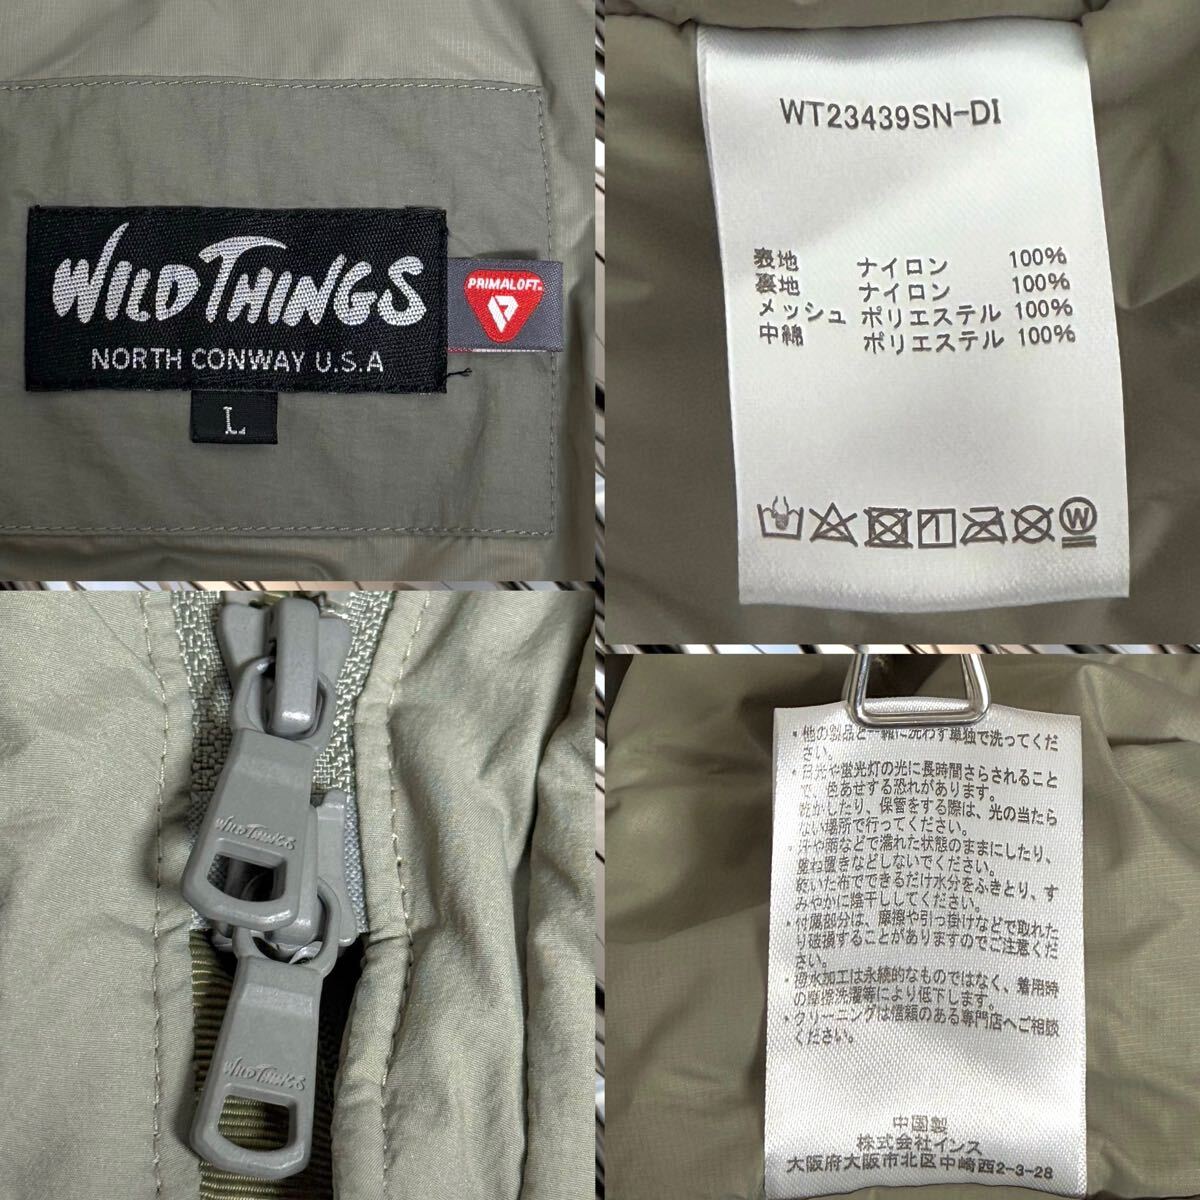 WILDTHINGS
NORTH CONWAY U.S.A
L
PRIMALOFT™
WT23439SN-DI
表地 ナイロン 100%
裏地 ナイロン 100%
メッシュ ポリエステル 100%
中綿 ポリエステル 100%
1
W
WILDTHINGS
WILDTHINGS
・他の製品と一緒に洗わず単独で洗ってくだ
さい。
・日光や蛍光灯の光に長時間さらされること
で、色あせする恐れがあります。
乾かしたり、保管をする際は、光の当たら
ない場所で行ってください。
・汗や雨などで濡れた状態のままにしたり、
重ね置きなどしないでください。
乾いた布でできるだけ水分をふきとり、す
みやかに陰干ししてください。
・付属部分は、摩擦や引っ掛けなどで取れた
り破損することがありますのでご注意くだ
さい。
・撥水加工は永続的なものではなく、着用時
の摩擦洗濯等により低下します。
・クリーニングは信頼のある専門店へご相談
ください。
中国製
株式会社インス
大阪府大阪市北区中崎西2-3-28